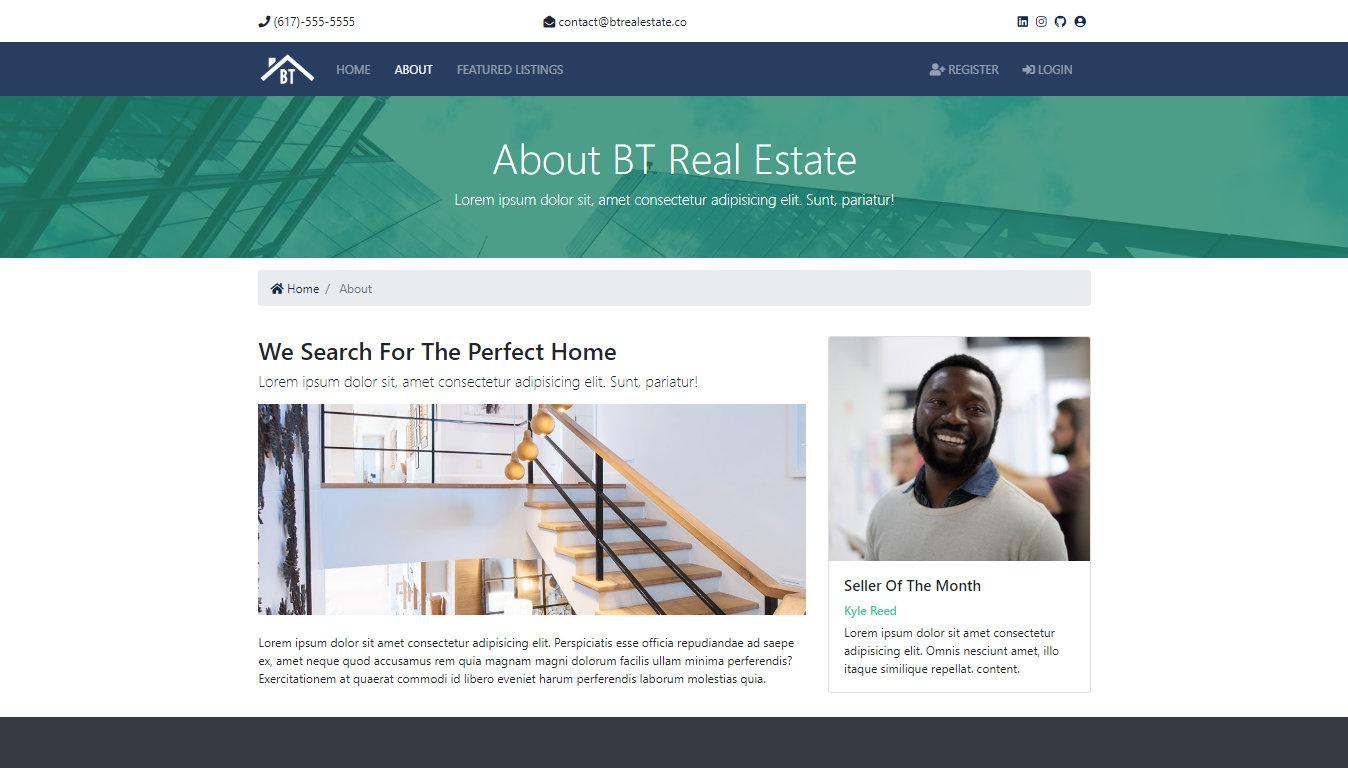 (617)-555-5555
contact@btrealestate.co
BT
HOME
ABOUT
FEATURED LISTINGS
REGISTER
LOGIN
About BT Real Estate
Lorem ipsum dolor sit, amet consectetur adipisicing elit. Sunt, pariatur!
Home / About
We Search For The Perfect Home
Lorem ipsum dolor sit, amet consectetur adipisicing elit. Sunt, pariatur!
Lorem ipsum dolor sit amet consectetur adipisicing elit. Perspiciatis esse officia repudiandae ad saepe
ex, amet neque quod accusamus rem quia magnam magni dolorum facilis ullam minima perferendis?
Exercitationem at quaerat commodi id libero eveniet harum perferendis laborum molestias quia.
Seller Of The Month
Kyle Reed
Lorem ipsum dolor sit amet consectetur
adipisicing elit. Omnis nesciunt amet, illo
itaque similique repellat. content.